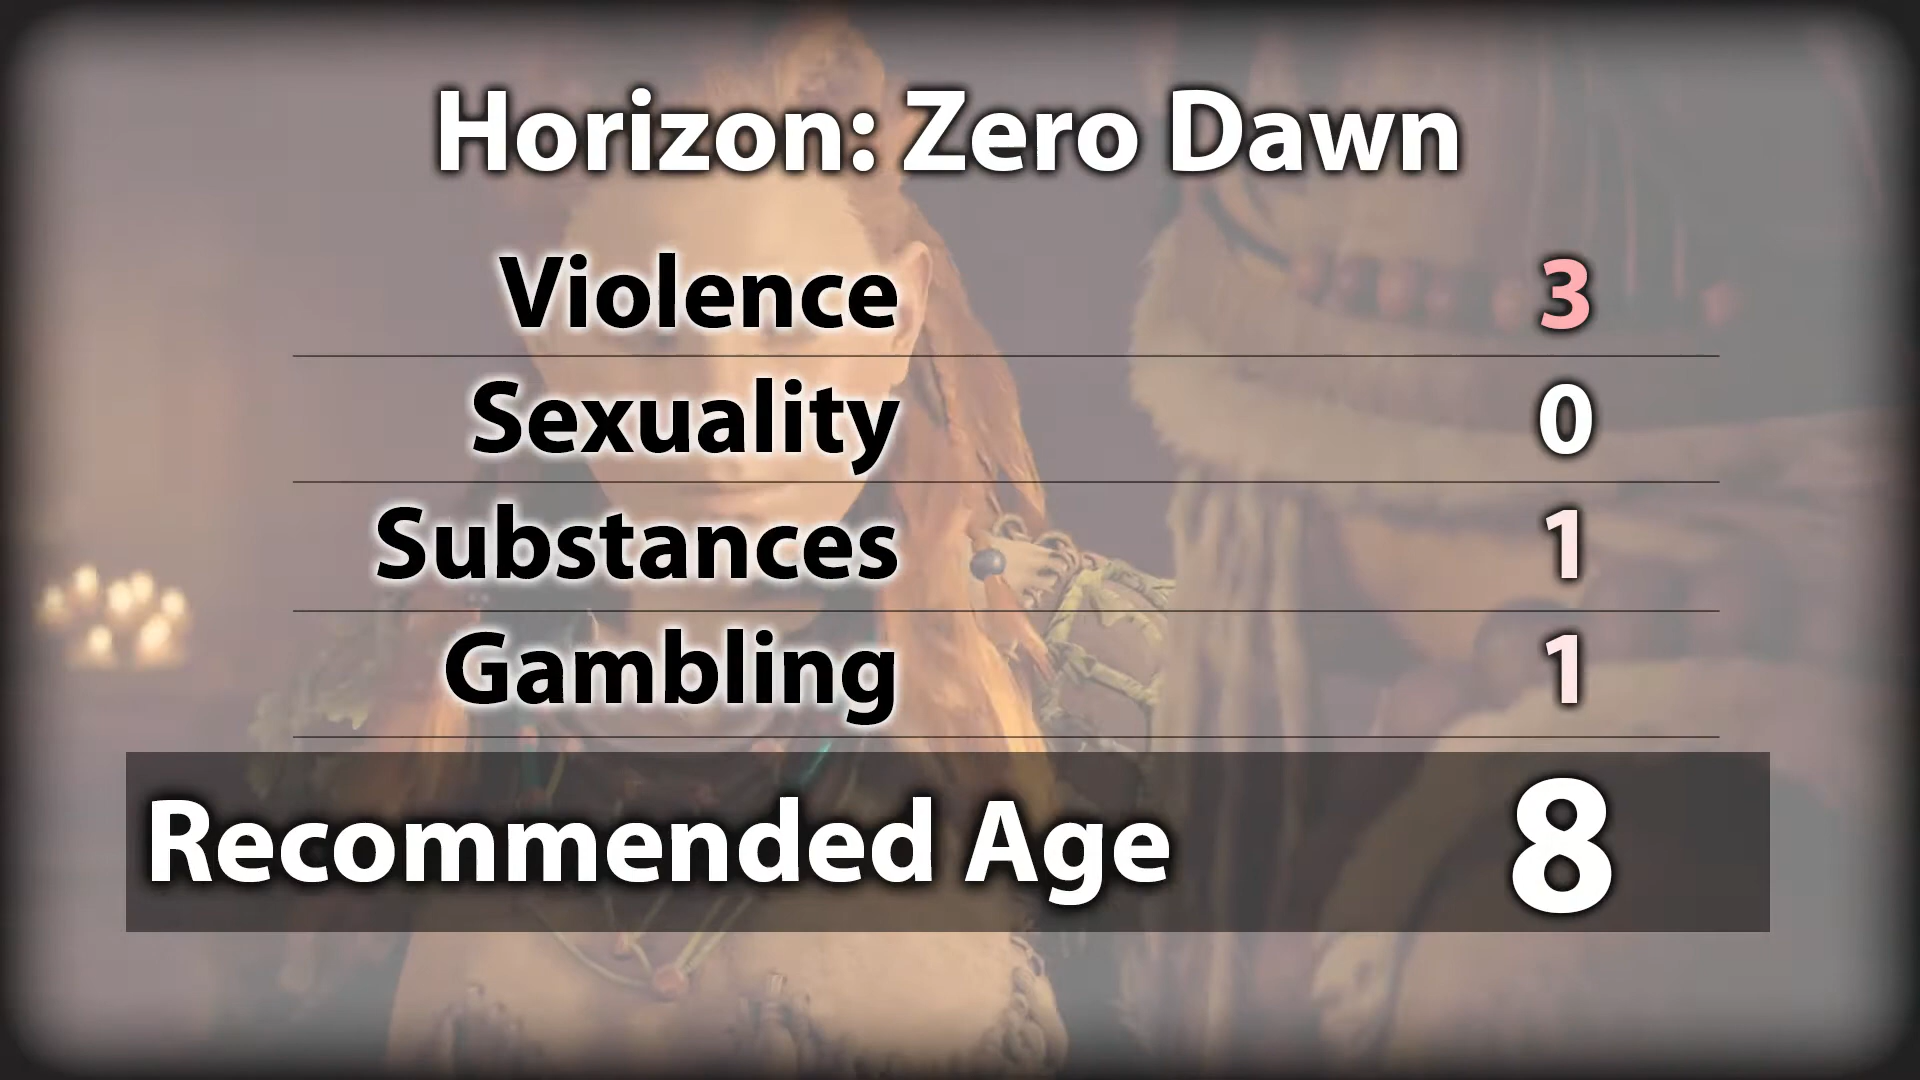 Horizon: Zero Dawn
Violence 3
Sexuality 0
Substances 1
Gambling 1
Recommended Age 8